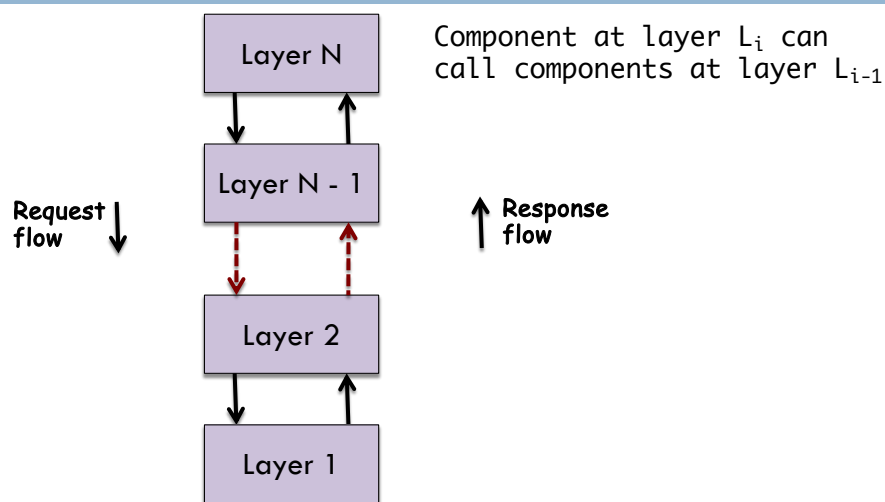 Layer N
Component at layer Li can
call components at layer Li-1
Layer N - 1
Request
flow
Response
flow
Layer 2
Layer 1